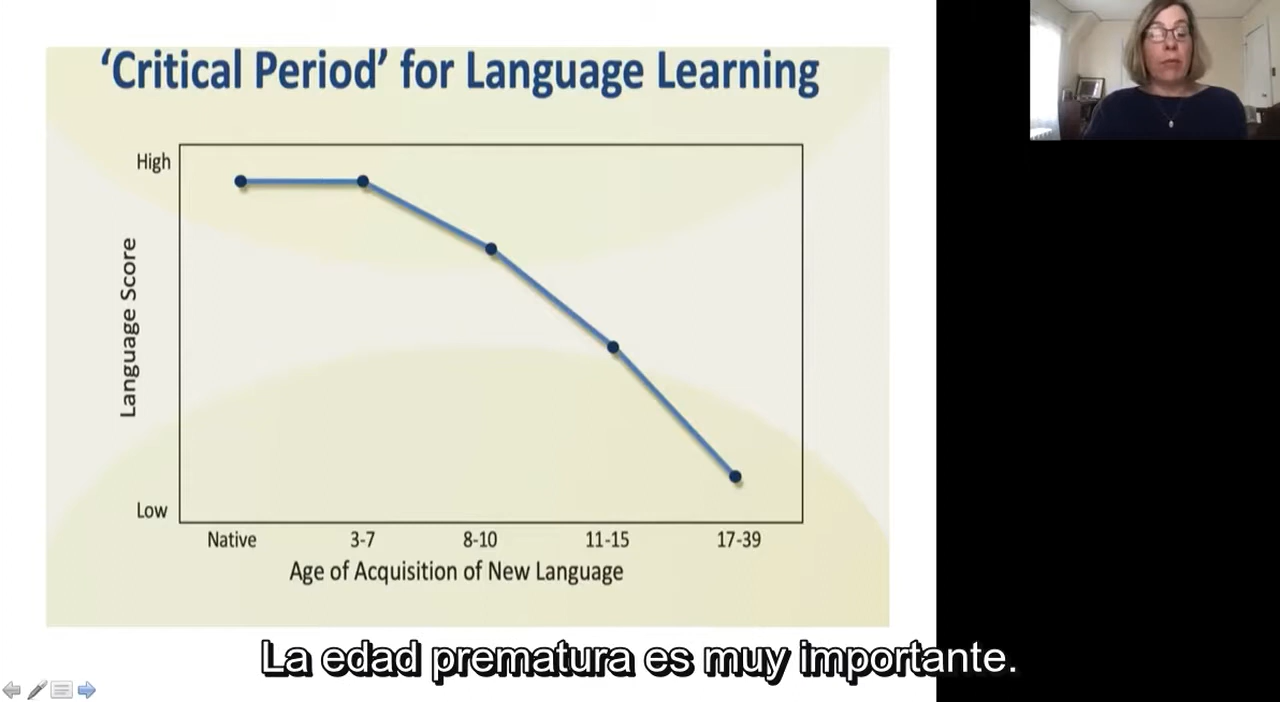 ‘Critical Period’ for Language Learning
High
Language Score
Low
Native 3-7 8-10 11-15 17-39
Age of Acquisition of New Language
La edad prematura es muy importante.